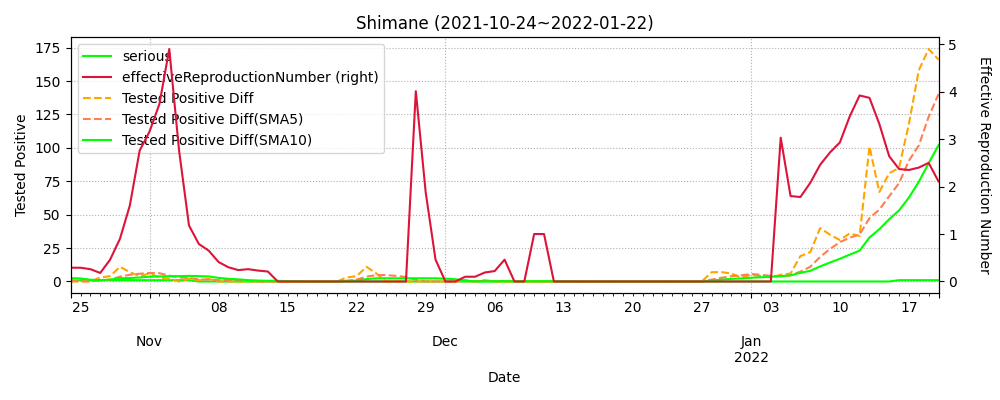 Shimane (2021-10-24~2022-01-22)
serious
effectiveReproductionNumber (right)
Tested Positive Diff
Tested Positive Diff(SMA5)
Tested Positive Diff(SMA10)
Tested Positive
175
150
125
100
75
50
25
0
Effective Reproduction Number
5
4
3
2
1
0
25 08 15 22 29 06 13 20 27 03 10 17
Nov Dec Jan
2022
Date